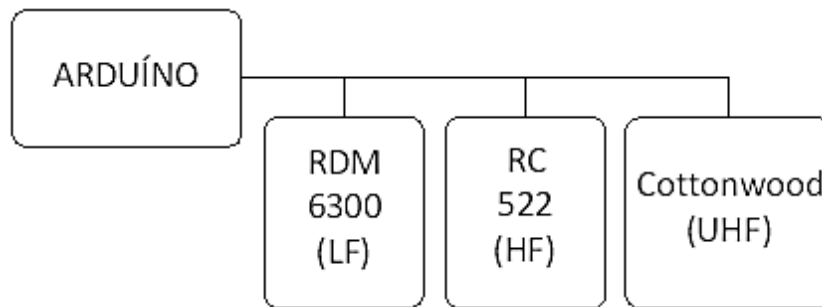 ARDUÍNO
RDM
6300
(LF)
RC
522
(HF)
Cottonwood
(UHF)